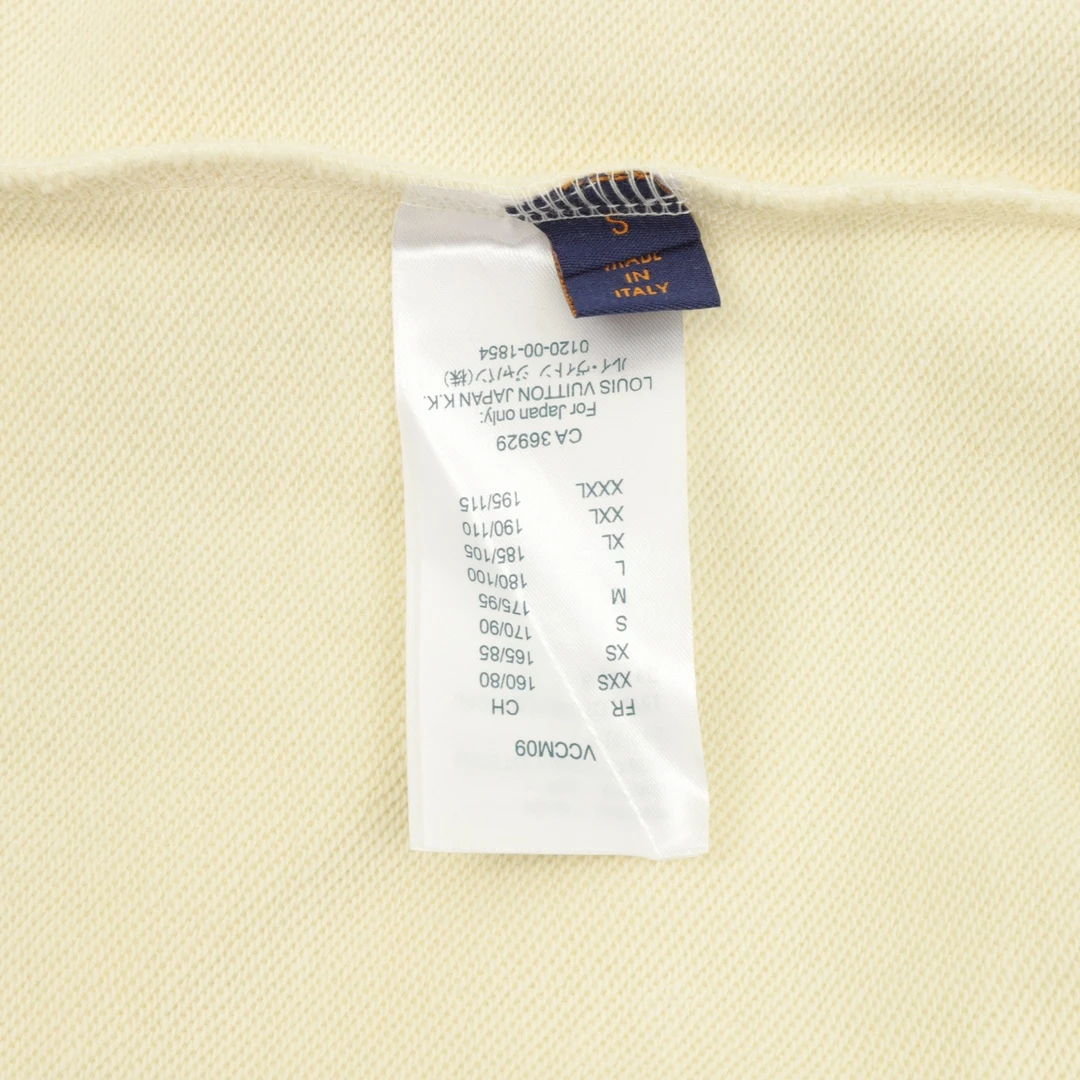 S
MADE
IN
ITALY
VCCM09
FR CH
XXS 160/80
XS 165/85
S 170/90
M 175/95
L 180/100
XL 185/105
XXL 190/110
XXXL 195/115
CA 36929
For Japan only:
LOUIS VUITTON JAPAN K.K.
ルイ・ヴィトン ジャパン(株)
0120-00-1854